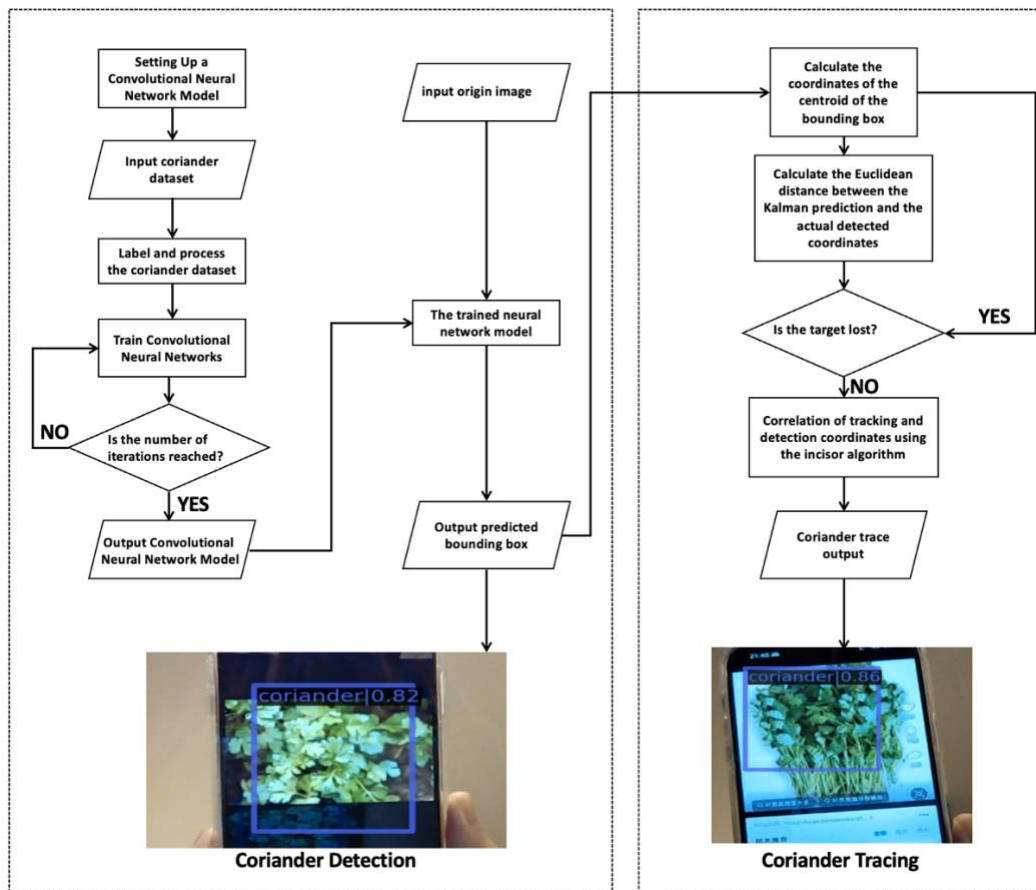 Setting Up a
Convolutional Neural
Network Model
Input coriander
dataset
Label and process
the coriander dataset
Train Convolutional
Neural Networks
NO
Is the number of
iterations reached?
YES
Output Convolutional
Neural Network Model
input origin image
The trained neural
network model
Output predicted
bounding box
coriander|0.82
Coriander Detection
Calculate the
coordinates of the
centroid of the
bounding box
Calculate the Euclidean
distance between the
Kalman prediction and the
actual detected
coordinates
Is the target lost?
YES
NO
Correlation of tracking and
detection coordinates using
the incisor algorithm
Coriander trace
output
coriander|0.86
Coriander Tracing